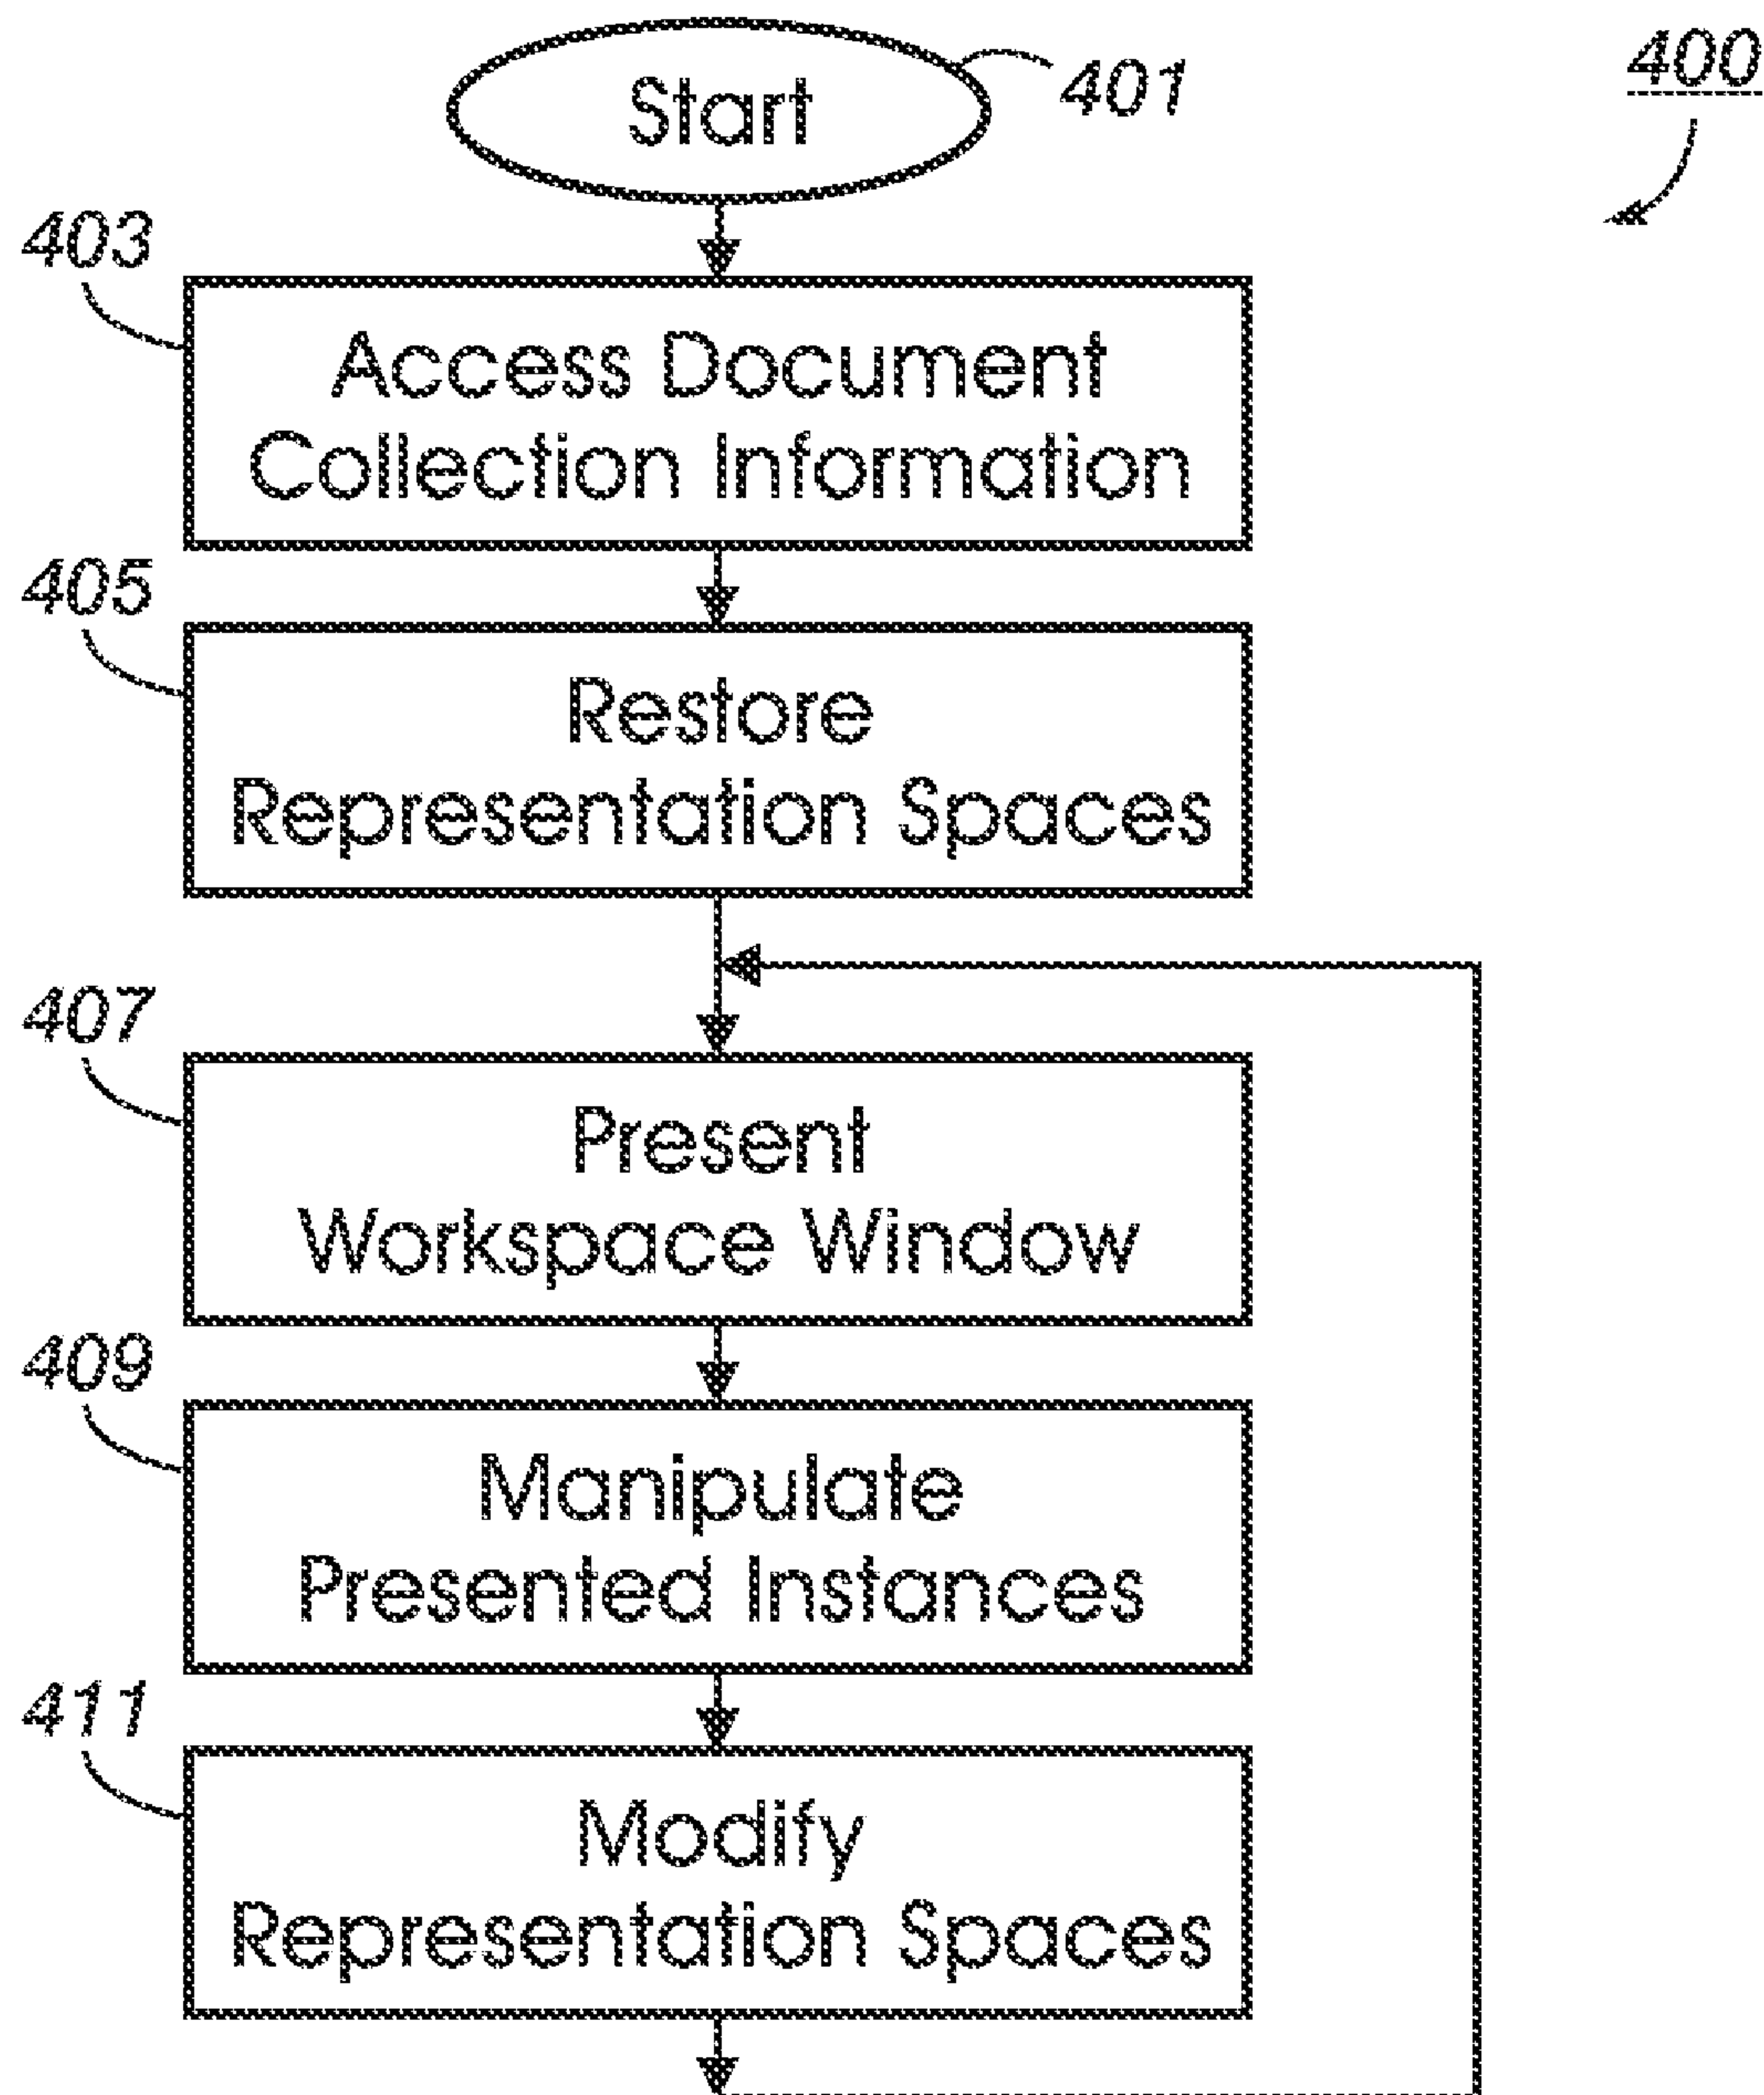 Start
401
400
403
Access Document
Collection Information
405
Restore
Representation Spaces
407
Present
Workspace Window
409
Manipulate
Presented Instances
411
Modify
Representation Spaces